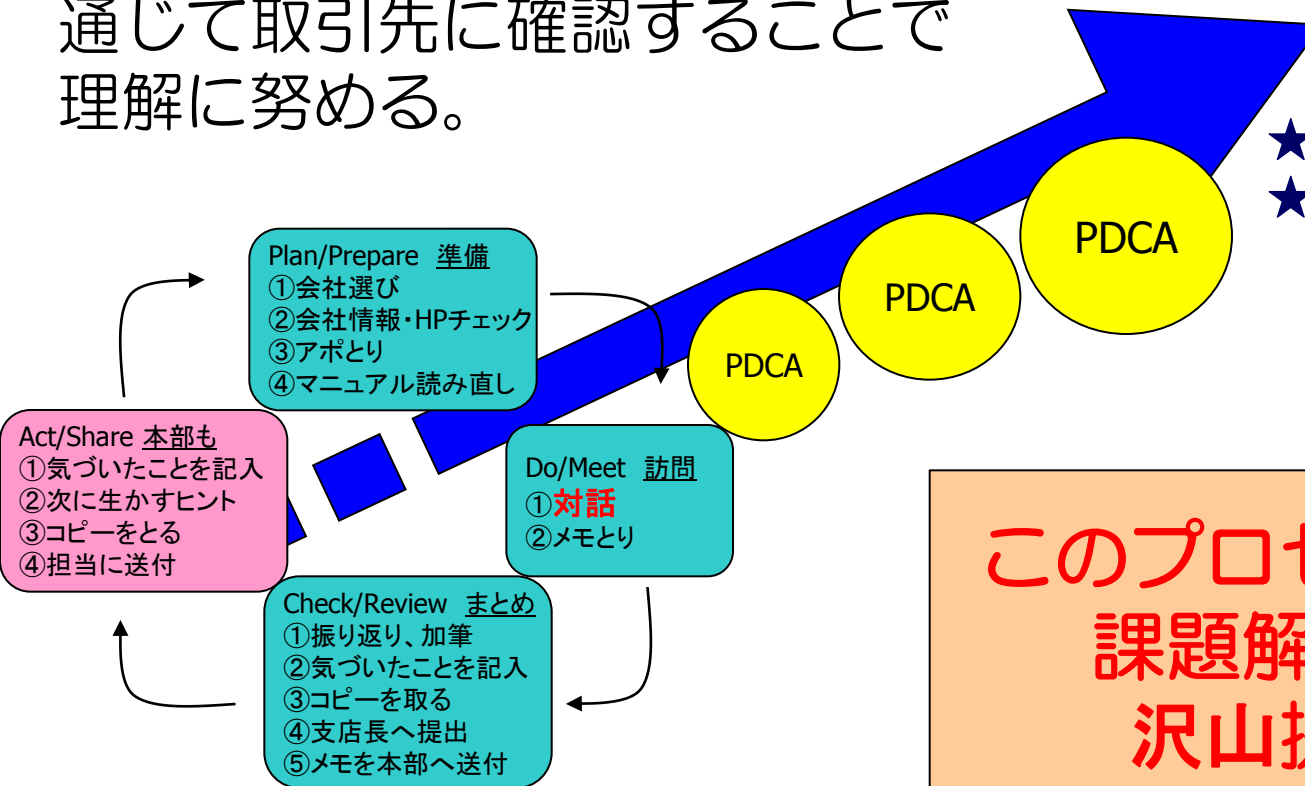 通じて取引先に確認することで
理解に努める。
★
★
PDCA
PDCA
PDCA
Plan/Prepare 準備
①会社選び
②会社情報・HPチェック
③アポとり
④マニュアル読み直し
Act/Share 本部も
①気づいたことを記入
②次に生かすヒント
③コピーをとる
④担当に送付
Do/Meet 訪問
①対話
②メモとり
Check/Review まとめ
①振り返り、加筆
②気づいたことを記入
③コピーを取る
④支店長へ提出
⑤メモを本部へ送付
このプロ
課題解
沢山